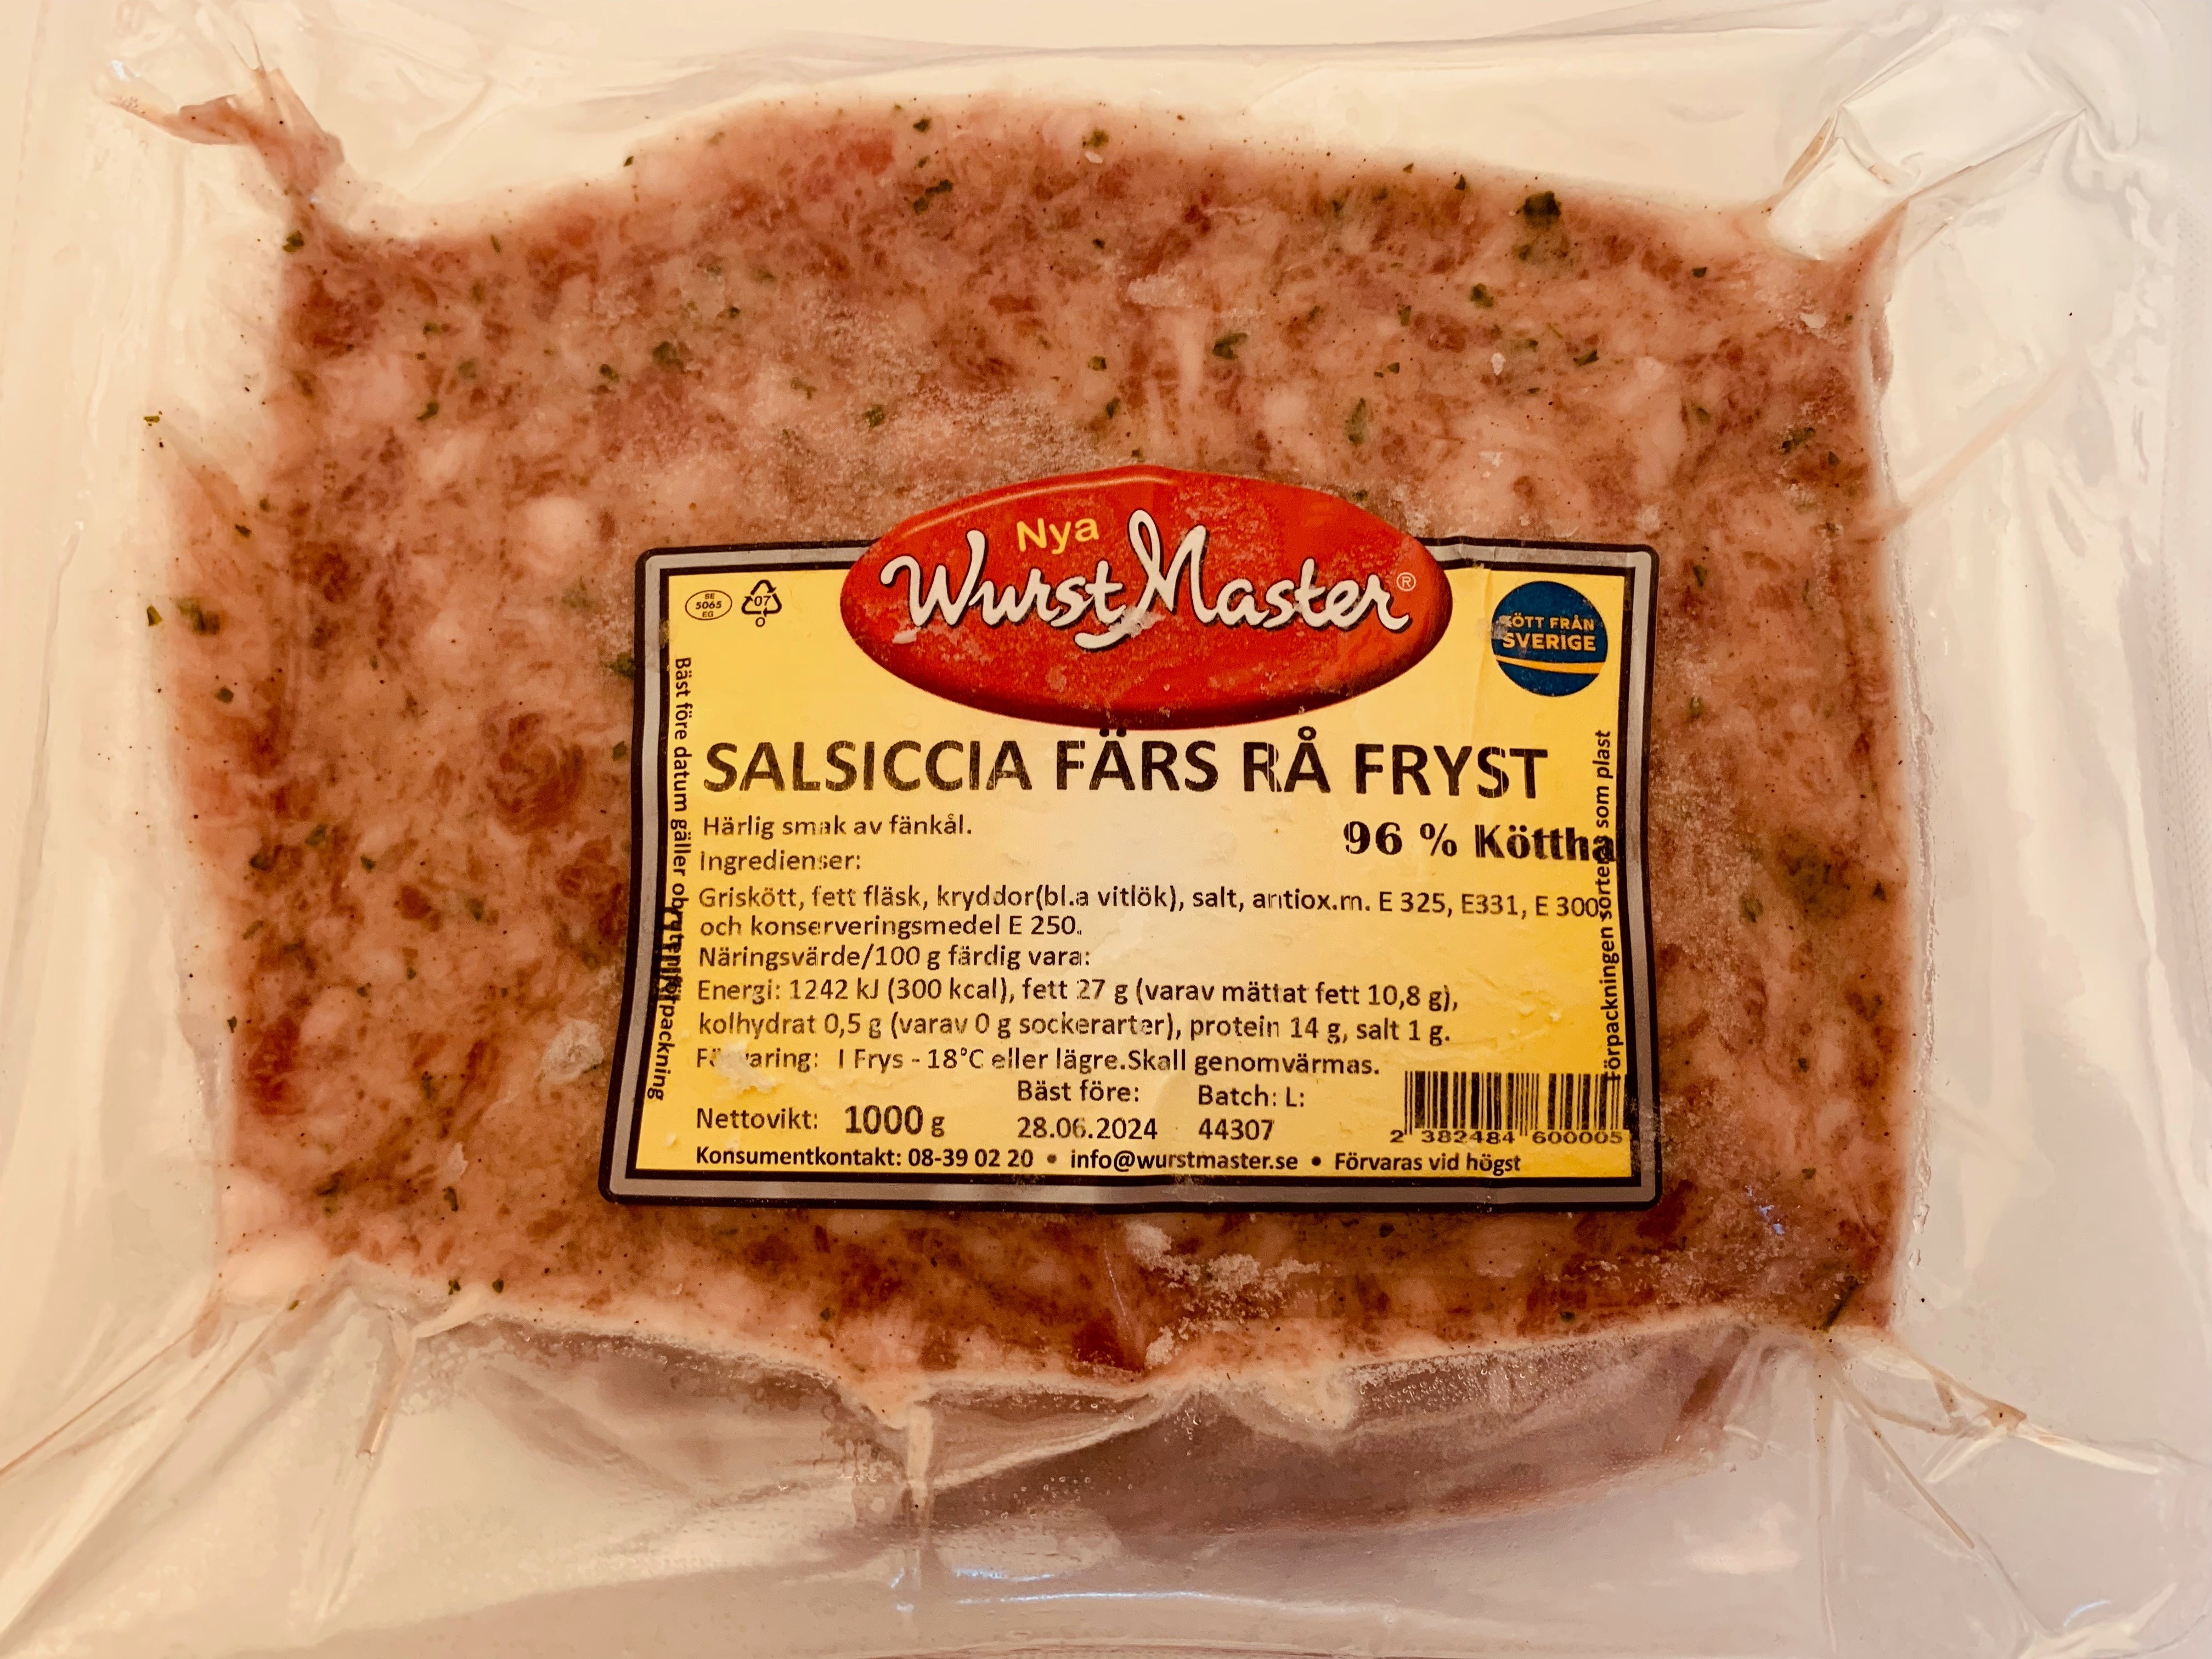 Nya
WurstMaster®
SE
5065
EG
07
O
KÖTT FRÅN
SVERIGE
SALSICCIA FÄRS RÅ FRYST
Härlig smak av fänkål.
96 %Köttha
Ingredienser:
Griskött, fett fläsk, kryddor(bl.a vitlök), salt, antiox.m. E 325, E331, E 300
och konserveringsmedel E 250.
Näringsvärde/100 g färdig vara:
Energi: 1242 kJ (300 kcal), fett 27 g (varav mättat fett 10,8 g),
kolhydrat 0,5 g (varav 0 g sockerarter), protein 14 g, salt 1 g.
I Frys - 18°C eller lägre.Skall genomvärmas.
Bäst före: Batch: L:
Nettovikt: 1000 g 28.06.2024 44307
2 382484 600005
Konsumentkontakt: 08-39 02 20 • info@wurstmaster.se • Förvaras vid högst
Bäst före datum gäller obruten förpackning
Förpackningen sorteras som plast